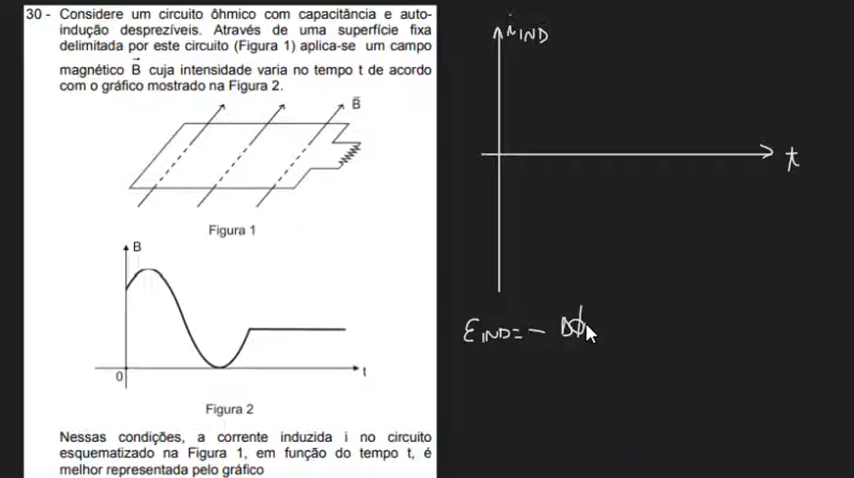 30 - Considere um circuito ôhmico com capacitância e auto-
indução desprezíveis. Através de uma superfície fixa
delimitada por este circuito (Figura 1) aplica-se um campo
magnético B⃗ cuja intensidade varia no tempo t de acordo
com o gráfico mostrado na Figura 2.
B⃗
Figura 1
B
0
t
Figura 2
Nessas condições, a corrente induzida i no circuito
esquematizado na Figura 1, em função do tempo t, é
melhor representada pelo gráfico
i IND
t
ε IND = - Δϕ